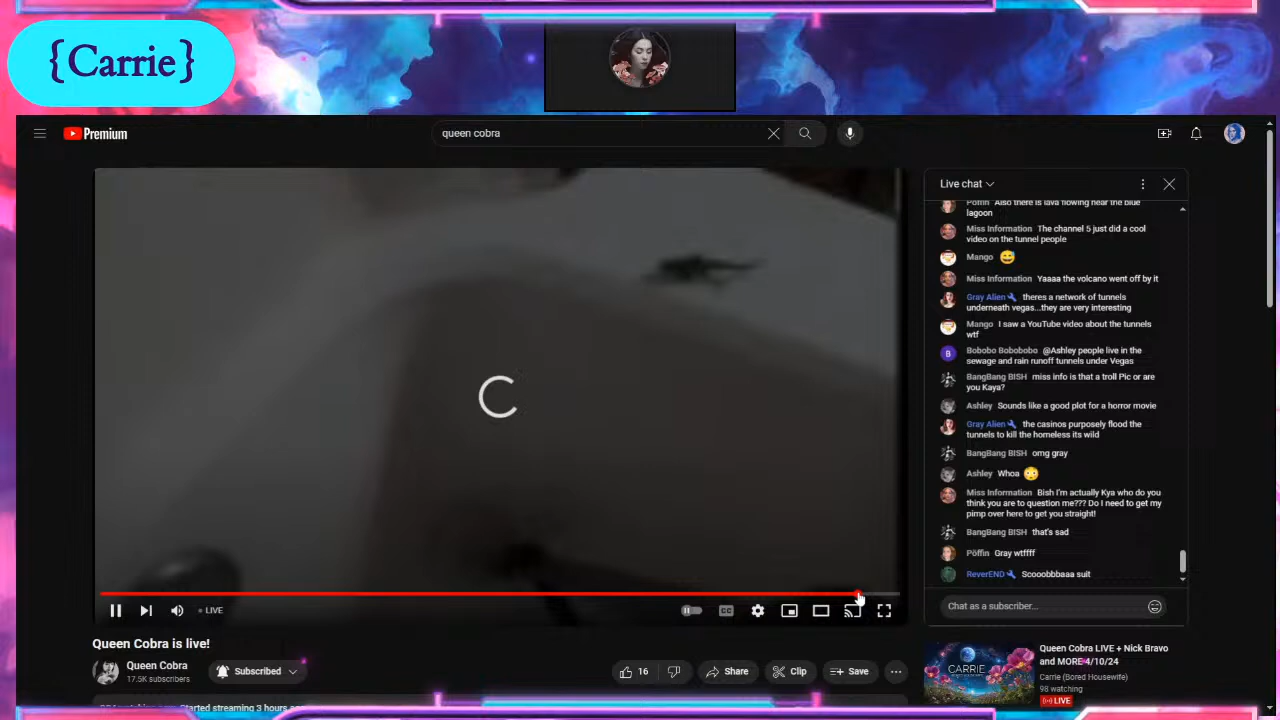 {Carrie}
Premium
queen cobra
Live chat
Also there is lava flowing near the blue
lagoon
Miss Information The channel 5 just did a cool
video on the tunnel people
Mango 😅
Miss Information Yaaaa the volcano went off by it
Gray Alien theres a network of tunnels
underneath vegas...they are very interesting
Mango I saw a YouTube video about the tunnels
wtf
B
Bobobo Bobobobo @Ashley people live in the
sewage and rain runoff tunnels under Vegas
BangBang BISH miss info is that a troll Pic or are
you Kaya?
Ashley Sounds like a good plot for a horror movie
Gray Alien the casinos purposely flood the
tunnels to kill the homeless its wild
BangBang BISH omg gray
Ashley Whoa 😳
Miss Information Bish I'm actually Kya who do you
think you are to question me??? Do I need to get my
pimp over here to get you straight!
BangBang BISH that's sad
Pöffin Gray wtffff
ReverEND Scooobbbaaa suit
Chat as a subscriber...
LIVE
CC
Queen Cobra is live!
Queen Cobra
17.5K subscribers
Subscribed
16
Share
Clip
Save
Started streaming 3 hours
CARRIE
Queen Cobra LIVE + Nick Bravo
and MORE 4/10/24
Carrie (Bored Housewife)
98 watching
LIVE